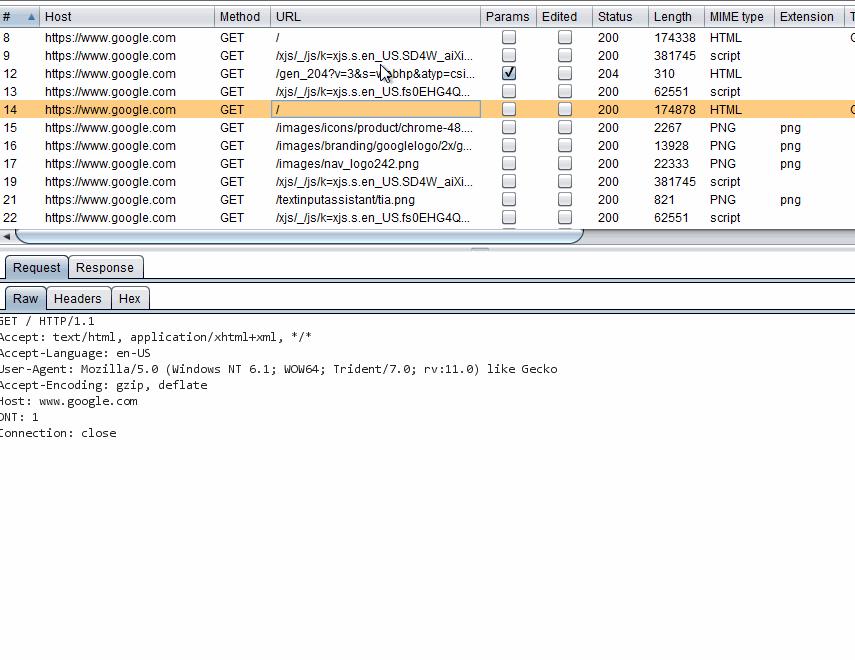 # Host Method URL Params Edited Status Length MIME type Extension T
8 https://www.google.com GET / 200 174338 HTML
9 https://www.google.com GET /xjs/_/js/k=xjs.s.en_US.SD4W_aiXi... 200 381745 script
12 https://www.google.com GET /gen_204?v=3&s= bhp&atyp=csi... 204 310 HTML
13 https://www.google.com GET /xjs/_/js/k=xjs.s.en_US.fs0EHG4Q... 200 62551 script
14 https://www.google.com GET / 200 174878 HTML
15 https://www.google.com GET /images/icons/product/chrome-48.... 200 2267 PNG png
16 https://www.google.com GET /images/branding/googlelogo/2x/g... 200 13928 PNG png
17 https://www.google.com GET /images/nav_logo242.png 200 22333 PNG png
19 https://www.google.com GET /xjs/_/js/k=xjs.s.en_US.SD4W_aiXi... 200 381745 script
21 https://www.google.com GET /textinputassistant/tia.png 200 821 PNG png
22 https://www.google.com GET /xjs/_/js/k=xjs.s.en_US.fs0EHG4Q... 200 62551 script
Request Response
Raw Headers Hex
GET / HTTP/1.1
Accept: text/html, application/xhtml+xml, */*
Accept-Language: en-US
User-Agent: Mozilla/5.0 (Windows NT 6.1; WOW64; Trident/7.0; rv:11.0) like Gecko
Accept-Encoding: gzip, deflate
Host: www.google.com
DNT: 1
Connection: close